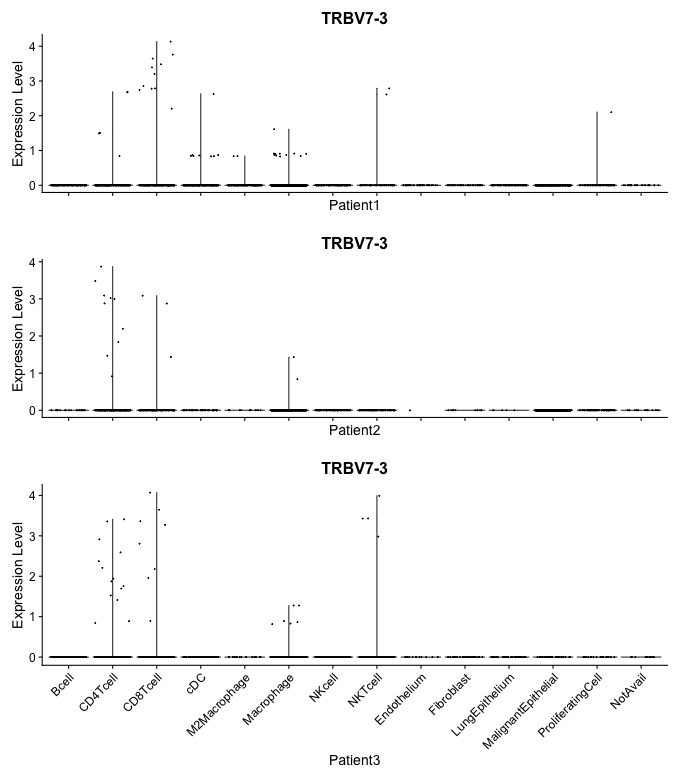 TRBV7-3
Expression Level
4
3
2
1
0
Patient1
TRBV7-3
Expression Level
4
3
2
1
0
Patient2
TRBV7-3
Expression Level
4
3
2
1
0
Bcell
CD4Tcell
CD8Tcell
cDC
M2Macrophage
Macrophage
NKcell
NKTcell
Endothelium
Fibroblast
LungEpithelium
MalignantEpithelial
ProliferatingCell
NotAvail
Patient3